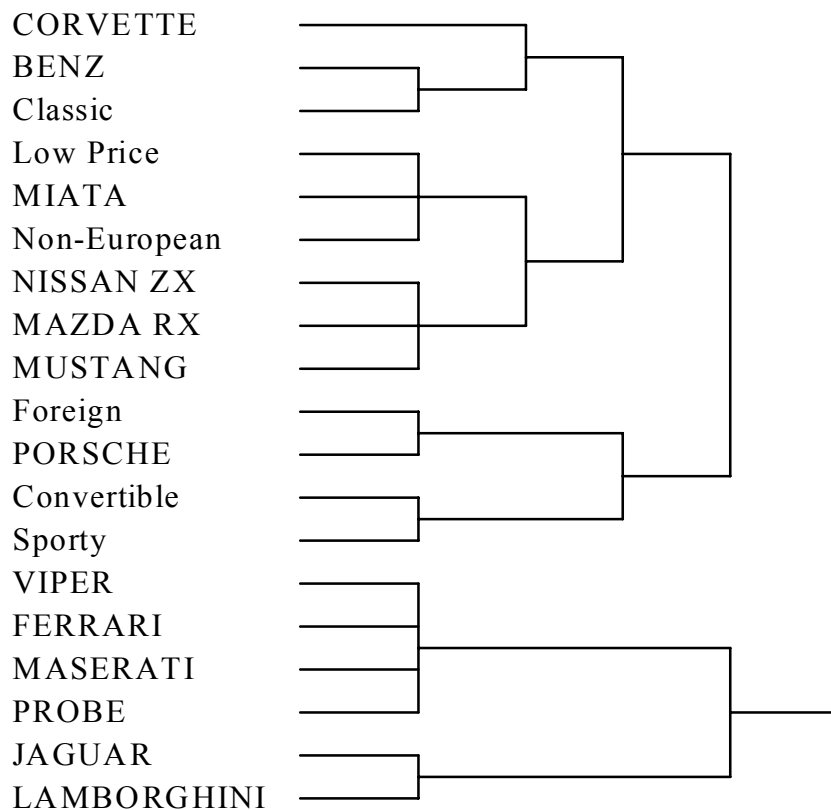 CORVETTE
BENZ
Classic
Low Price
MIATA
Non-European
NISSAN ZX
MAZDA RX
MUSTANG
Foreign
PORSCHE
Convertible
Sporty
VIPER
FERRARI
MASERATI
PROBE
JAGUAR
LAMBORGHINI